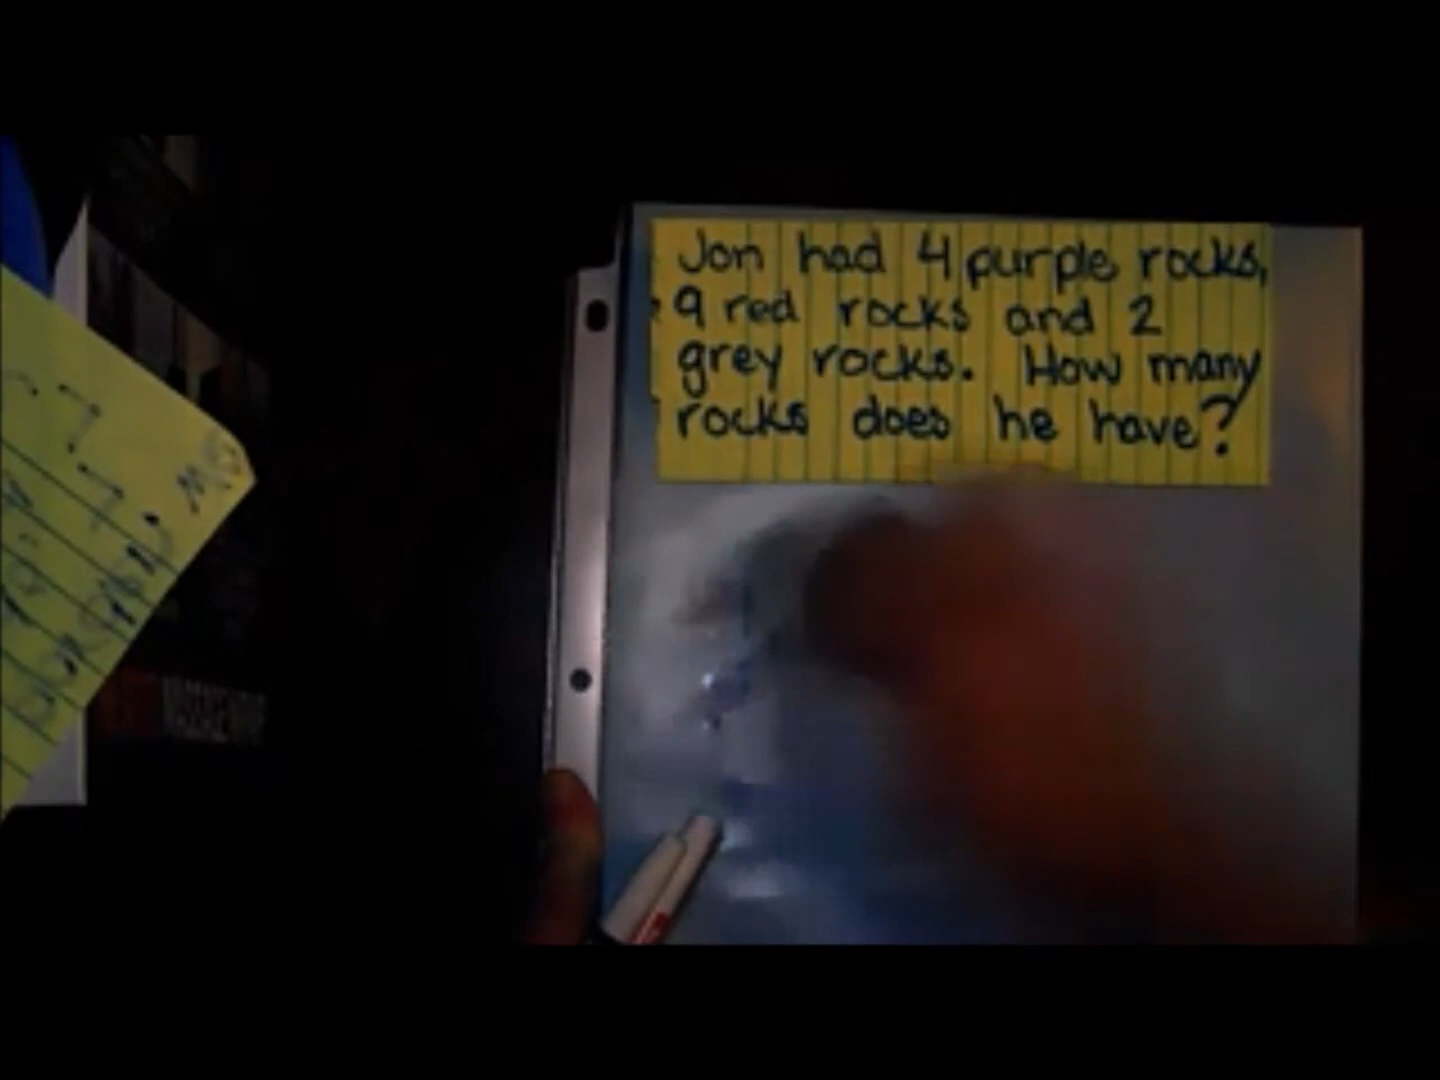 Jon had 4 purple rocks,
9 red rocks and 2
grey rocks. How many
rocks does he have?